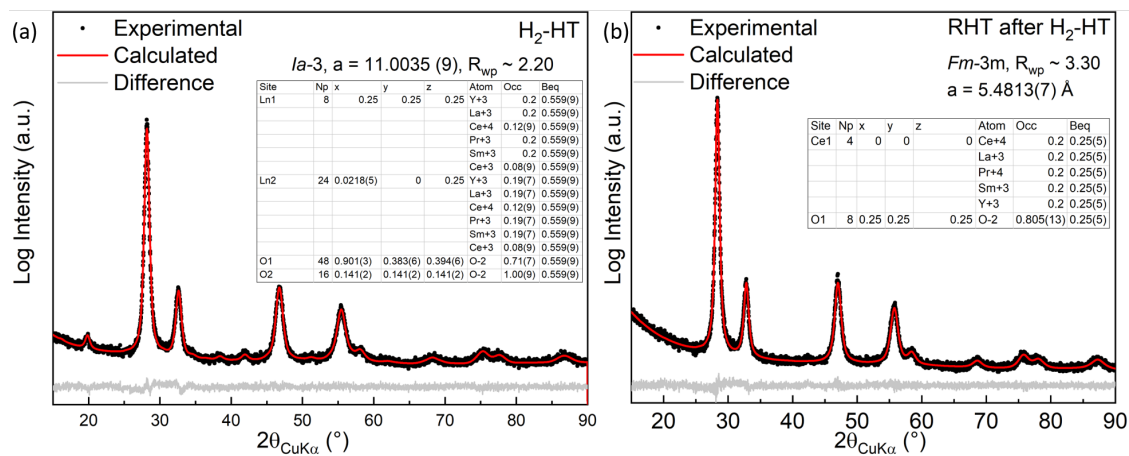 (a)
Experimental
Calculated
Difference
H2-HT
Ia-3, a = 11.0035 (9), Rwp ~ 2.20
Site Np x y z Atom Occ Beq
Ln1 8 0.25 0.25 0.25 Y+3 0.2 0.559(9)
La+3 0.2 0.559(9)
Ce+4 0.12(9) 0.559(9)
Pr+3 0.2 0.559(9)
Sm+3 0.2 0.559(9)
Ce+3 0.08(9) 0.559(9)
Ln2 24 0.0218(5) 0 0.25 Y+3 0.19(7) 0.559(9)
La+3 0.19(7) 0.559(9)
Ce+4 0.12(9) 0.559(9)
Pr+3 0.19(7) 0.559(9)
Sm+3 0.19(7) 0.559(9)
Ce+3 0.08(9) 0.559(9)
O1 48 0.901(3) 0.383(6) 0.394(6) O-2 0.71(7) 0.559(9)
O2 16 0.141(2) 0.141(2) 0.141(2) O-2 1.00(9) 0.559(9)
Log Intensity (a.u.)
20 30 40 50 60 70 80 90
2θCuKα (°)
(b)
Experimental
Calculated
Difference
RHT after H2-HT
Fm-3m, Rwp ~ 3.30
a = 5.4813(7) Å
Site Np x y z Atom Occ Beq
Ce1 4 0 0 0 Ce+4 0.2 0.25(5)
La+3 0.2 0.25(5)
Pr+4 0.2 0.25(5)
Sm+3 0.2 0.25(5)
Y+3 0.2 0.25(5)
O1 8 0.25 0.25 0.25 O-2 0.805(13) 0.25(5)
Log Intensity (a.u.)
20 30 40 50 60 70 80 90
2θCuKα (°)